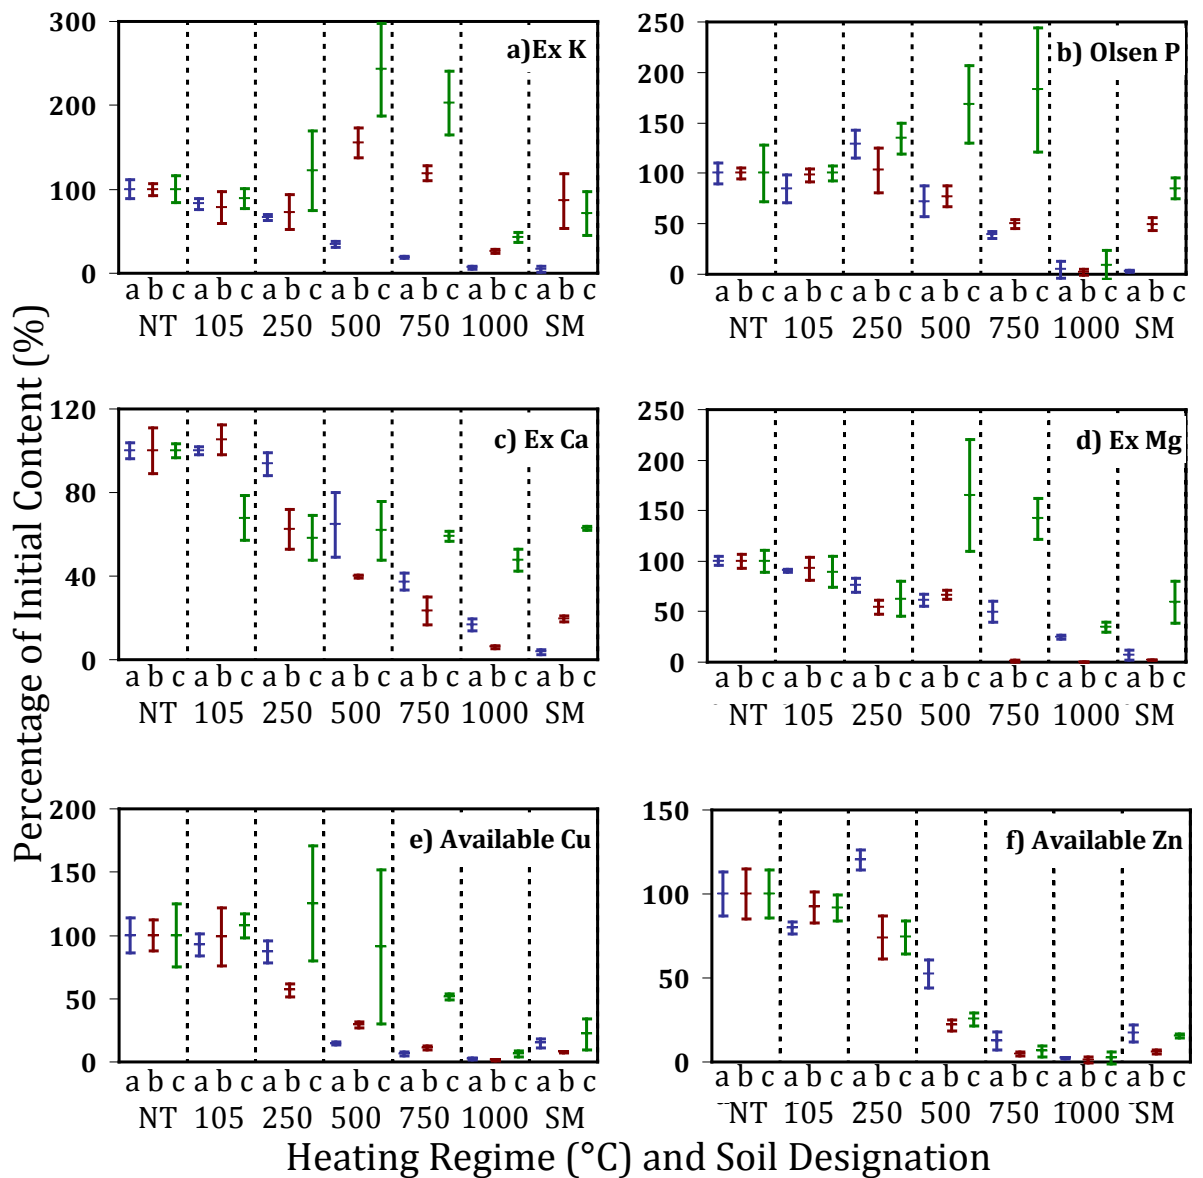 Percentage of Initial Content (%)
300
200
100
0
a)Ex K
a b c a b c a b c a b c a b c a b c a b c
NT 105 250 500 750 1000 SM
250
200
150
100
50
0
b) Olsen P
a b c a b c a b c a b c a b c a b c a b c
NT 105 250 500 750 1000 SM
120
80
40
0
c) Ex Ca
a b c a b c a b c a b c a b c a b c a b c
NT 105 250 500 750 1000 SM
250
200
150
100
50
0
d) Ex Mg
a b c a b c a b c a b c a b c a b c a b c
NT 105 250 500 750 1000 SM
200
150
100
50
0
e) Available Cu
a b c a b c a b c a b c a b c a b c a b c
NT 105 250 500 750 1000 SM
150
100
50
0
f) Available Zn
a b c a b c a b c a b c a b c a b c a b c
NT 105 250 500 750 1000 SM
Heating Regime (°C) and Soil Designation